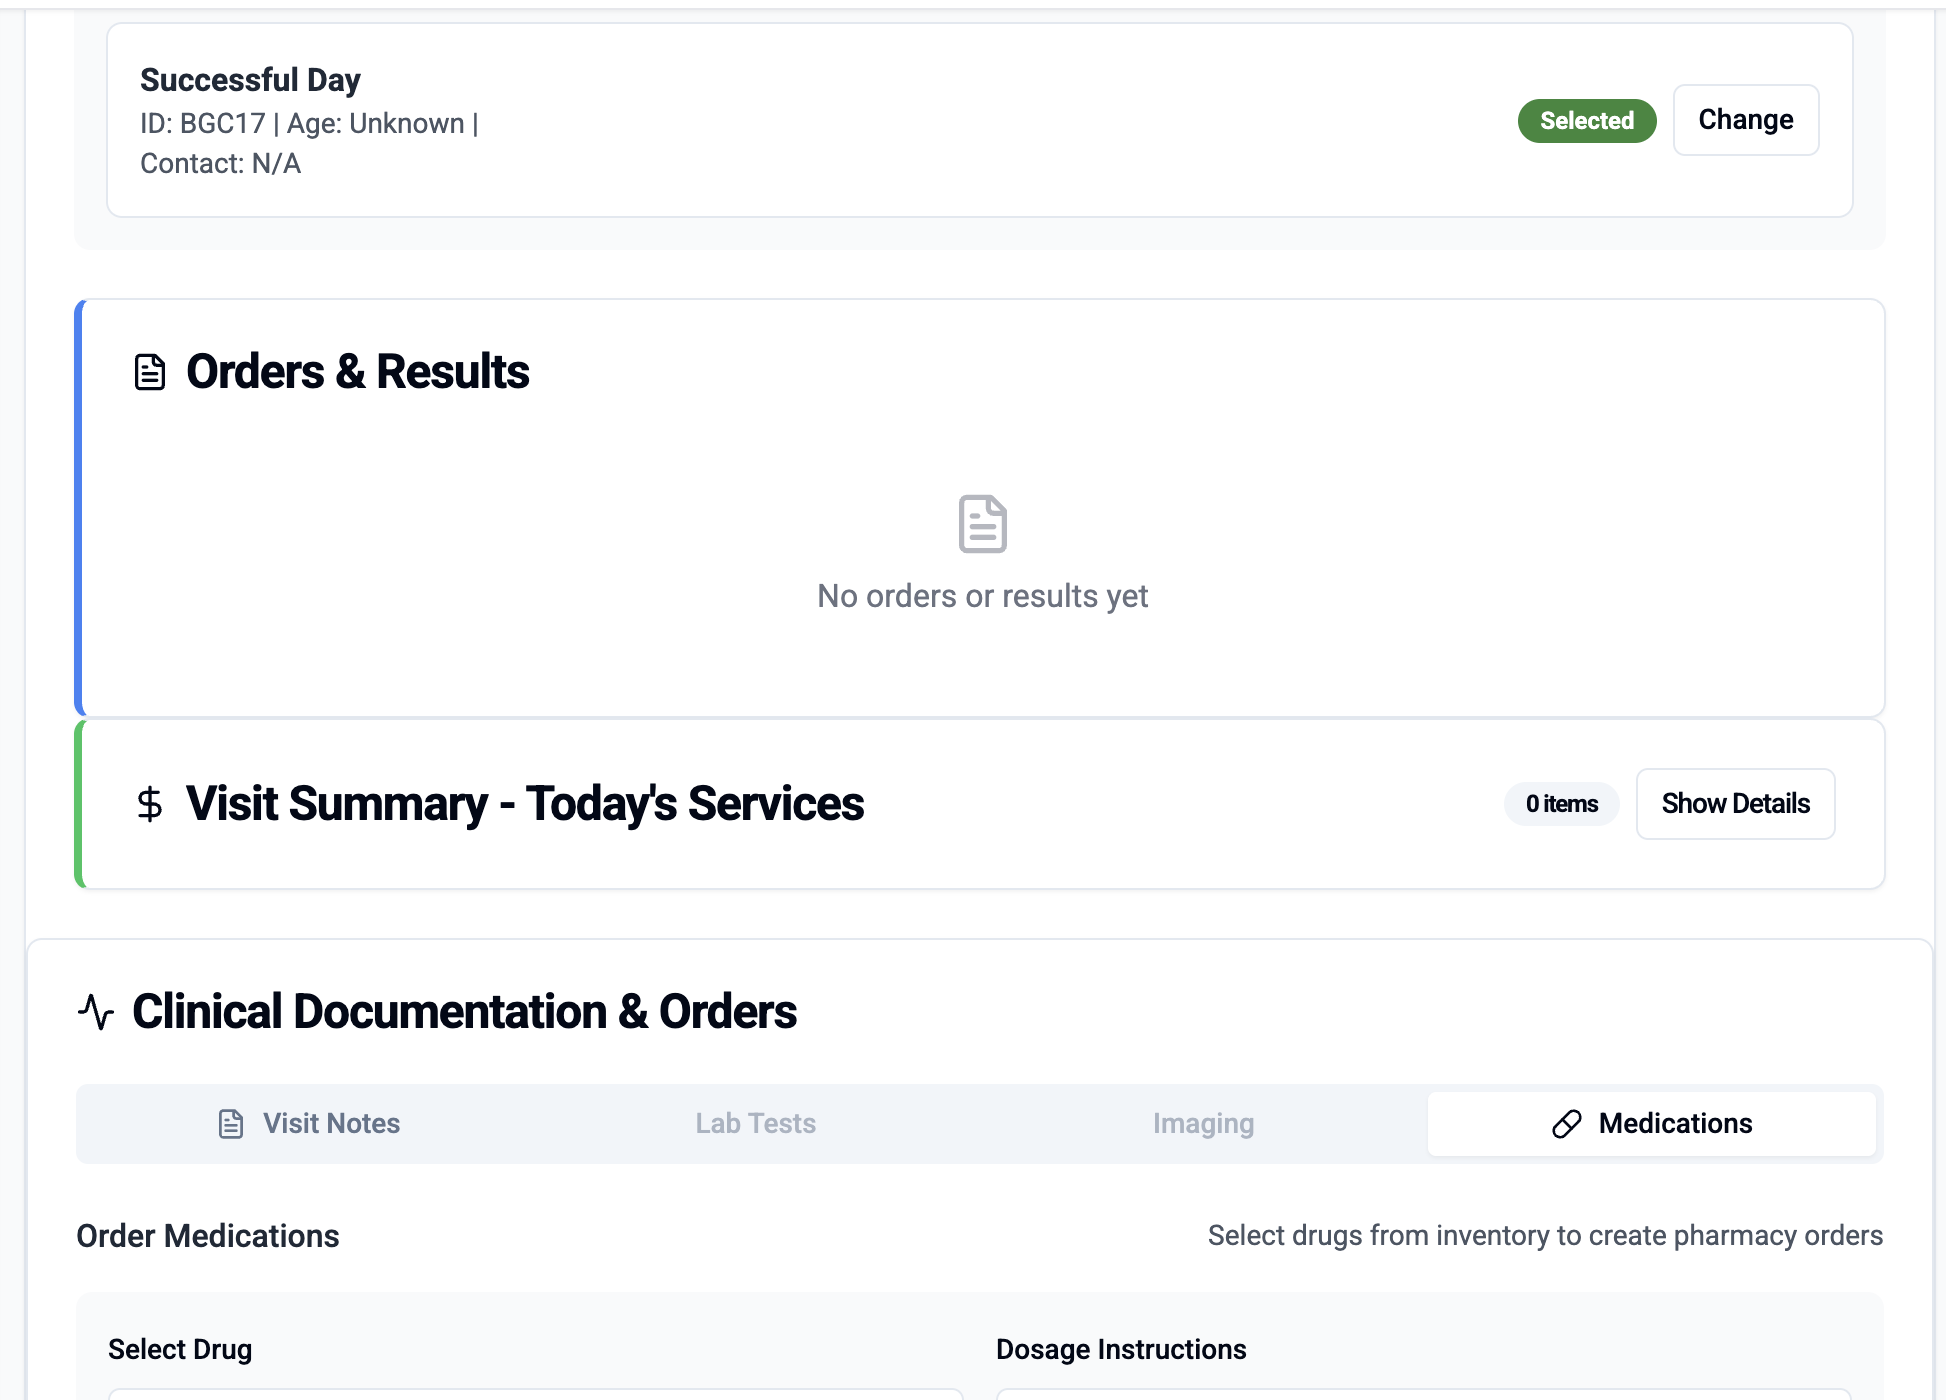 Successful Day
ID: BGC17 | Age: Unknown |
Contact: N/A
Selected
Change
Orders & Results
No orders or results yet
Visit Summary - Today's Services
0 items
Show Details
Clinical Documentation & Orders
Visit Notes
Lab Tests
Imaging
Medications
Order Medications
Select drugs from inventory to create pharmacy orders
Select Drug
Dosage Instructions